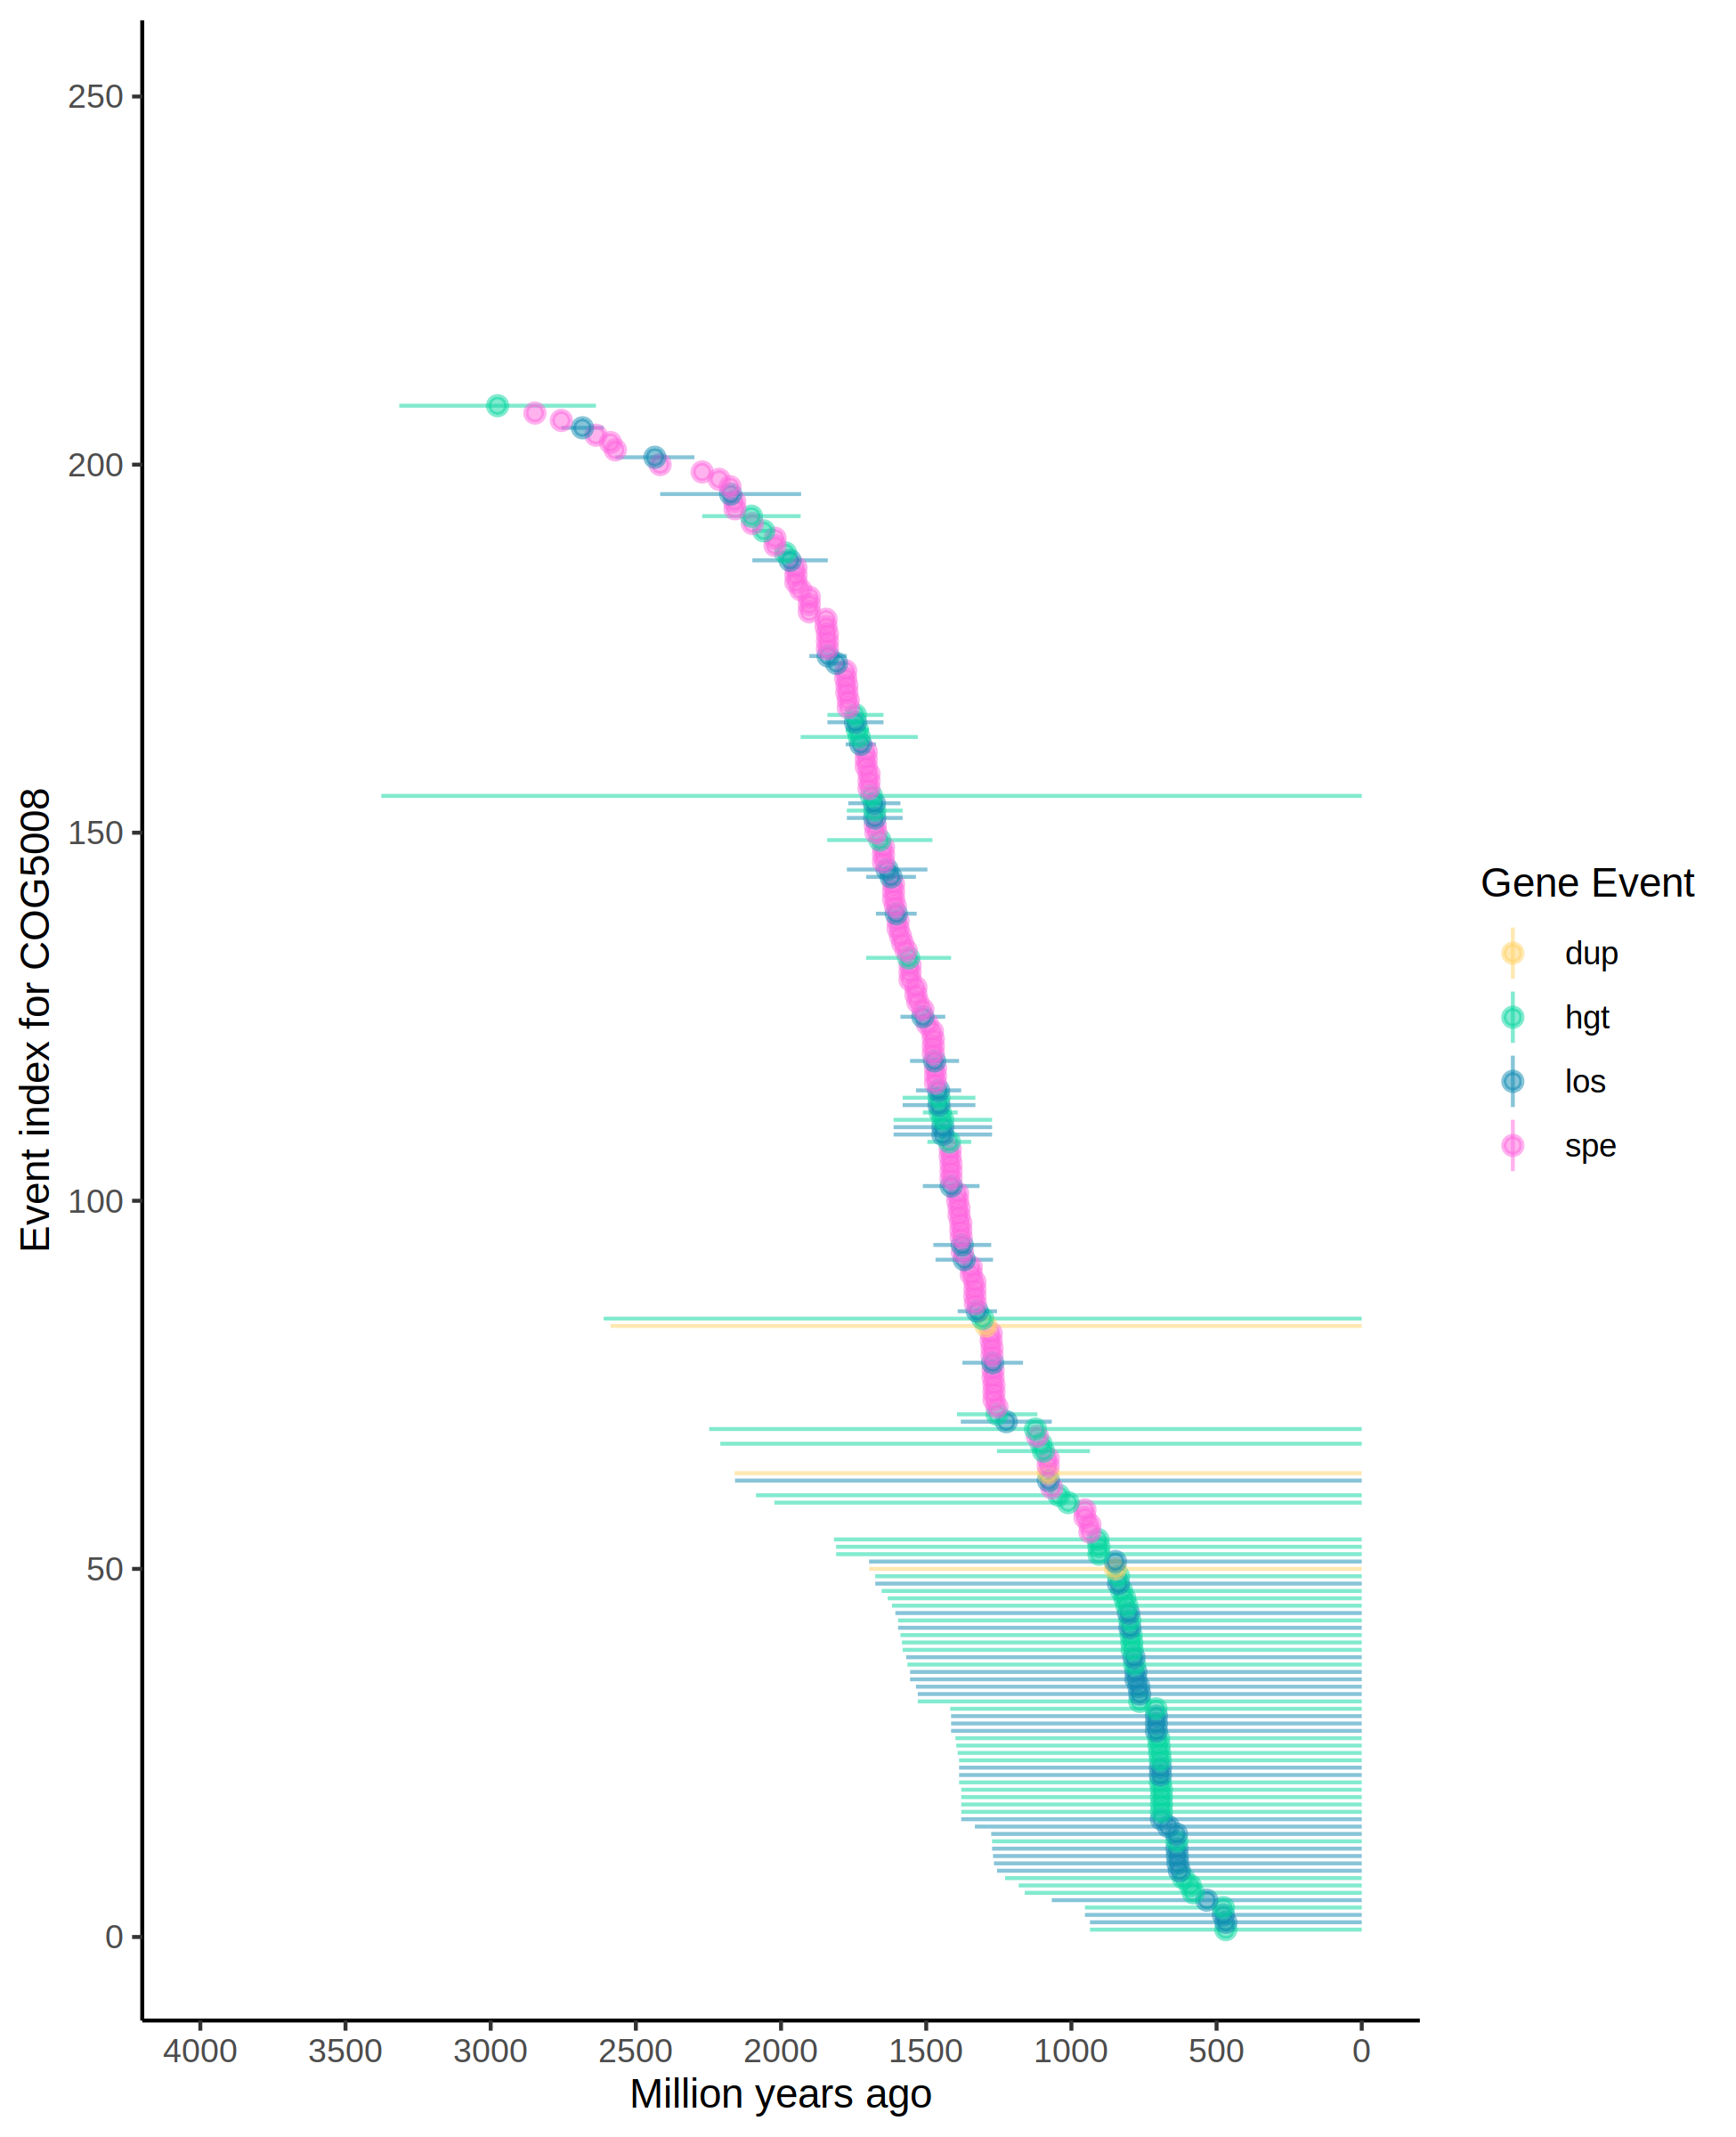 Event index for COG5008
250
200
150
100
50
0
4000 3500 3000 2500 2000 1500 1000 500 0
Million years ago
Gene Event
dup
hgt
los
spe